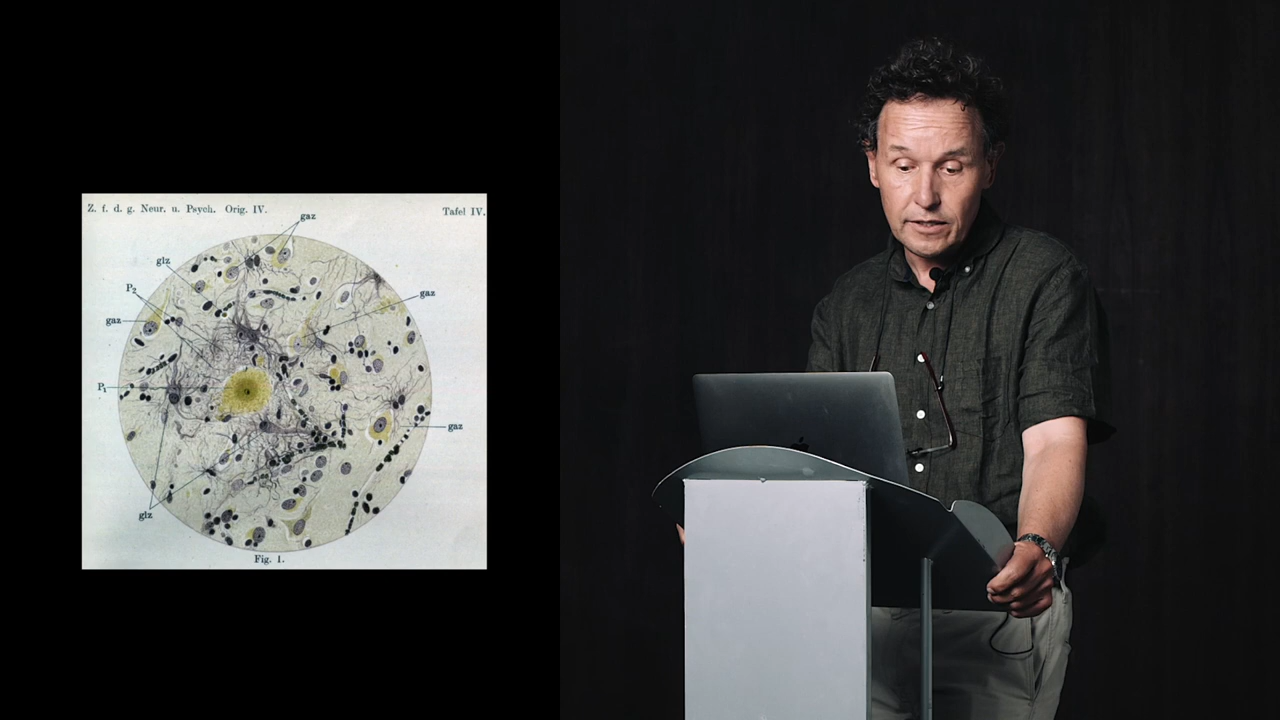 Z. f. d. g. Neur. u. Psych. Orig. IV.
Tafel IV.
gaz
glz
P₂
gaz
gaz
P₁
gaz
glz
Fig. 1.